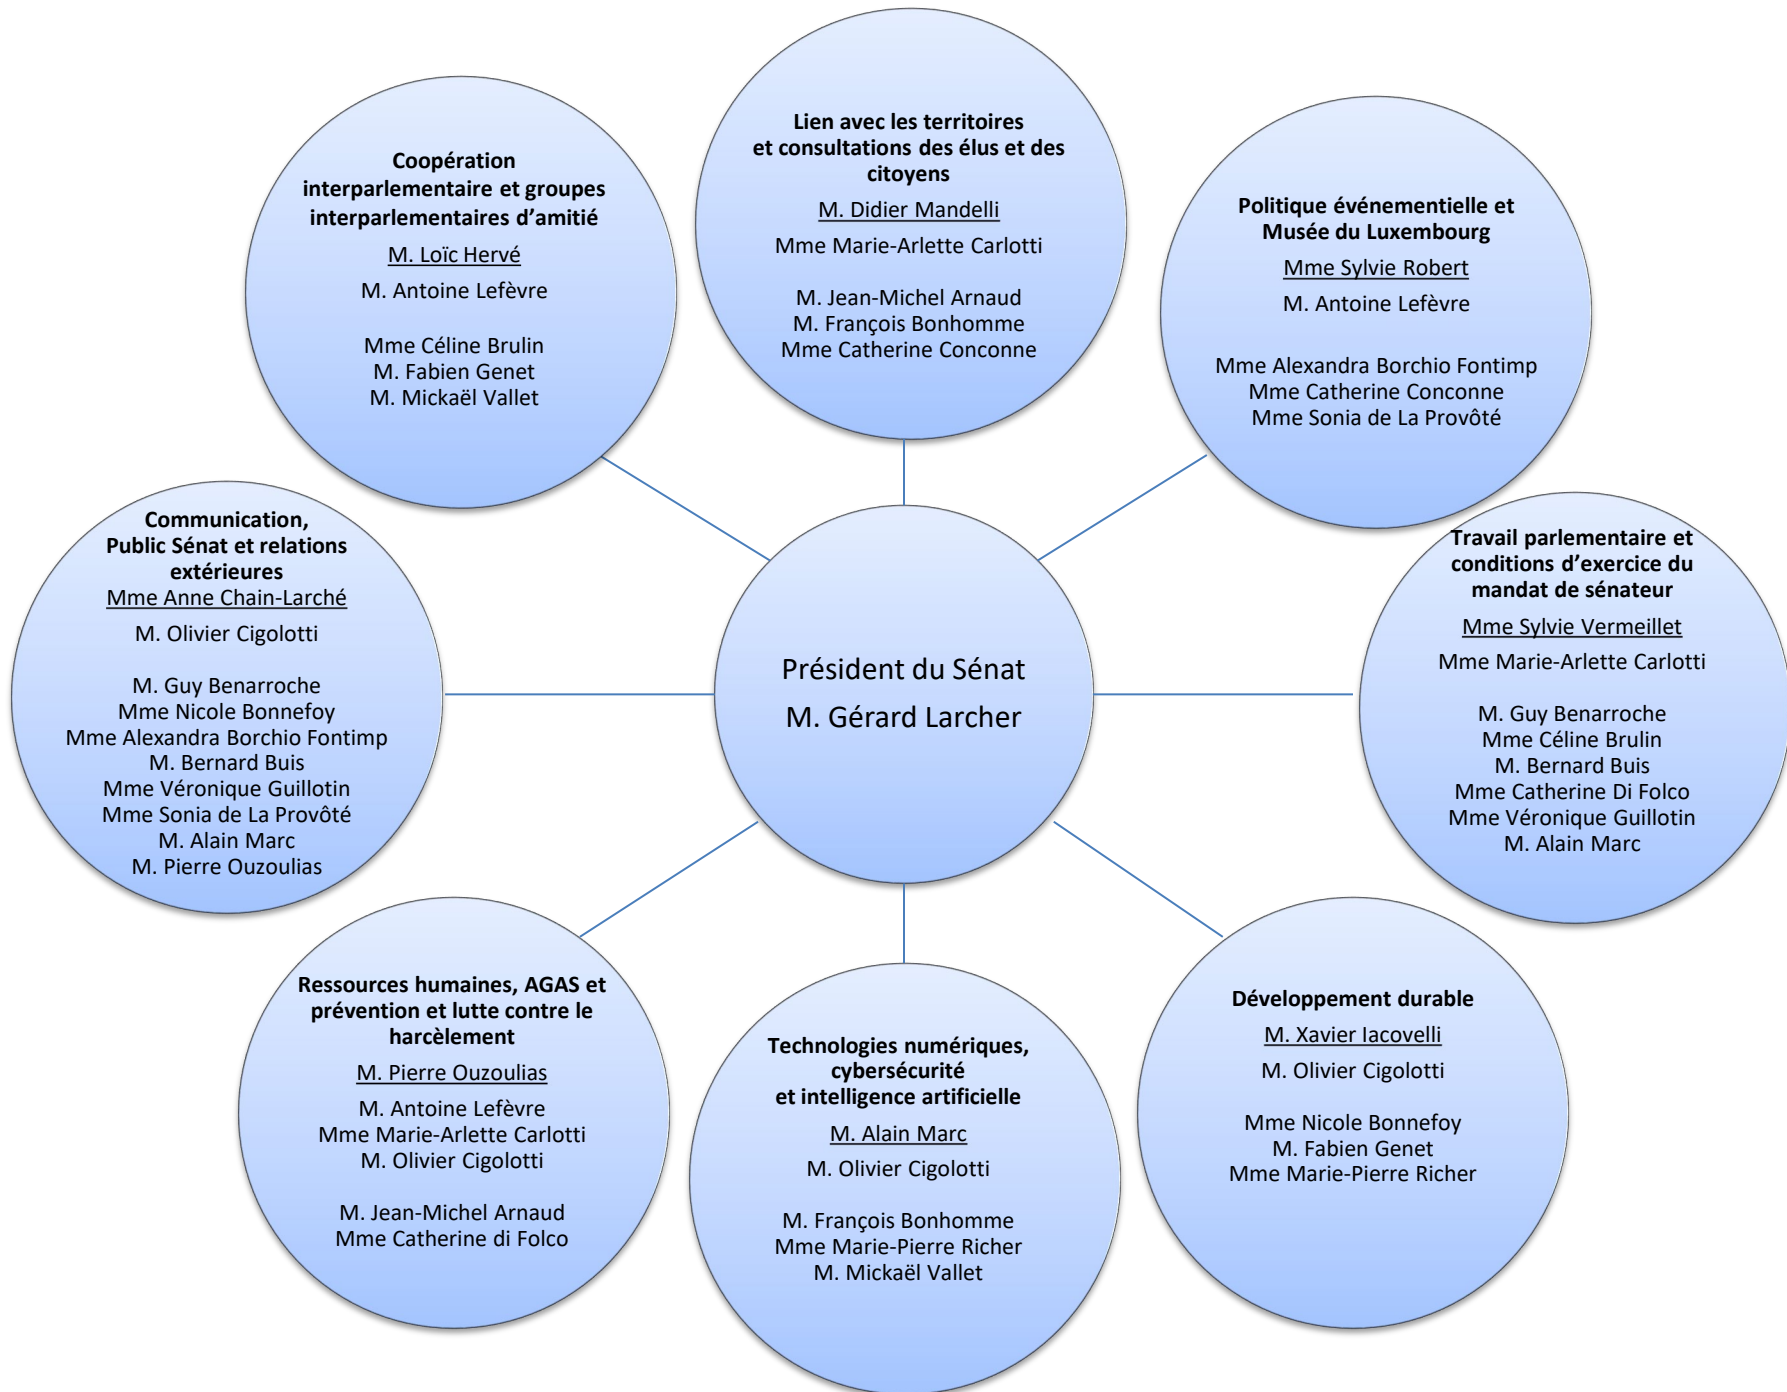 Lien avec les territoires
et consultations des élus et des
citoyens
M. Didier Mandelli
Mme Marie-Arlette Carlotti
M. Jean-Michel Arnaud
M. François Bonhomme
Mme Catherine Conconne
Coopération
interparlementaire et groupes
interparlementaires d’amitié
M. Loïc Hervé
M. Antoine Lefèvre
Mme Céline Brulin
M. Fabien Genet
M. Mickaël Vallet
Politique événementielle et
Musée du Luxembourg
Mme Sylvie Robert
M. Antoine Lefèvre
Mme Alexandra Borchio Fontimp
Mme Catherine Conconne
Mme Sonia de La Provôté
Communication,
Public Sénat et relations
extérieures
Mme Anne Chain-Larché
M. Olivier Cigolotti
M. Guy Benarroche
Mme Nicole Bonnefoy
Mme Alexandra Borchio Fontimp
M. Bernard Buis
Mme Véronique Guillotin
Mme Sonia de La Provôté
M. Alain Marc
M. Pierre Ouzoulias
Président du Sénat
M. Gérard Larcher
Travail parlementaire et
conditions d’exercice du
mandat de sénateur
Mme Sylvie Vermeillet
Mme Marie-Arlette Carlotti
M. Guy Benarroche
Mme Céline Brulin
M. Bernard Buis
Mme Catherine Di Folco
Mme Véronique Guillotin
M. Alain Marc
Ressources humaines, AGAS et
prévention et lutte contre le
harcèlement
M. Pierre Ouzoulias
M. Antoine Lefèvre
Mme Marie-Arlette Carlotti
M. Olivier Cigolotti
M. Jean-Michel Arnaud
Mme Catherine di Folco
Technologies numériques,
cybersécurité
et intelligence artificielle
M. Alain Marc
M. Olivier Cigolotti
M. François Bonhomme
Mme Marie-Pierre Richer
M. Mickaël Vallet
Développement durable
M. Xavier Iacovelli
M. Olivier Cigolotti
Mme Nicole Bonnefoy
M. Fabien Genet
Mme Marie-Pierre Richer